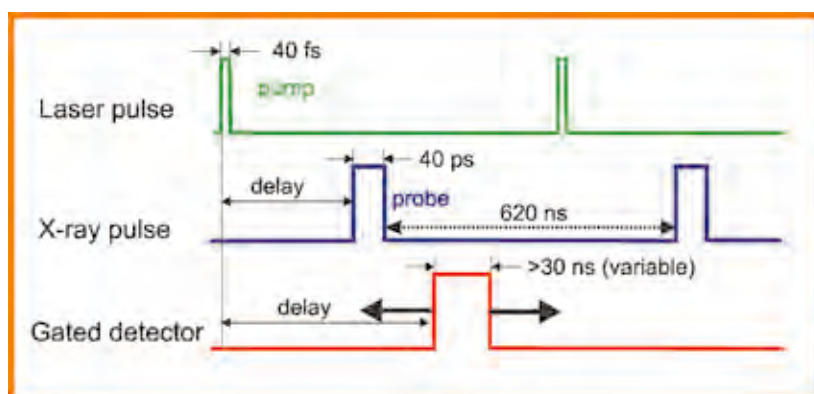 40 fs
pump
Laser pulse
40 ps
delay
probe
620 ns
X-ray pulse
>30 ns (variable)
delay
Gated detector